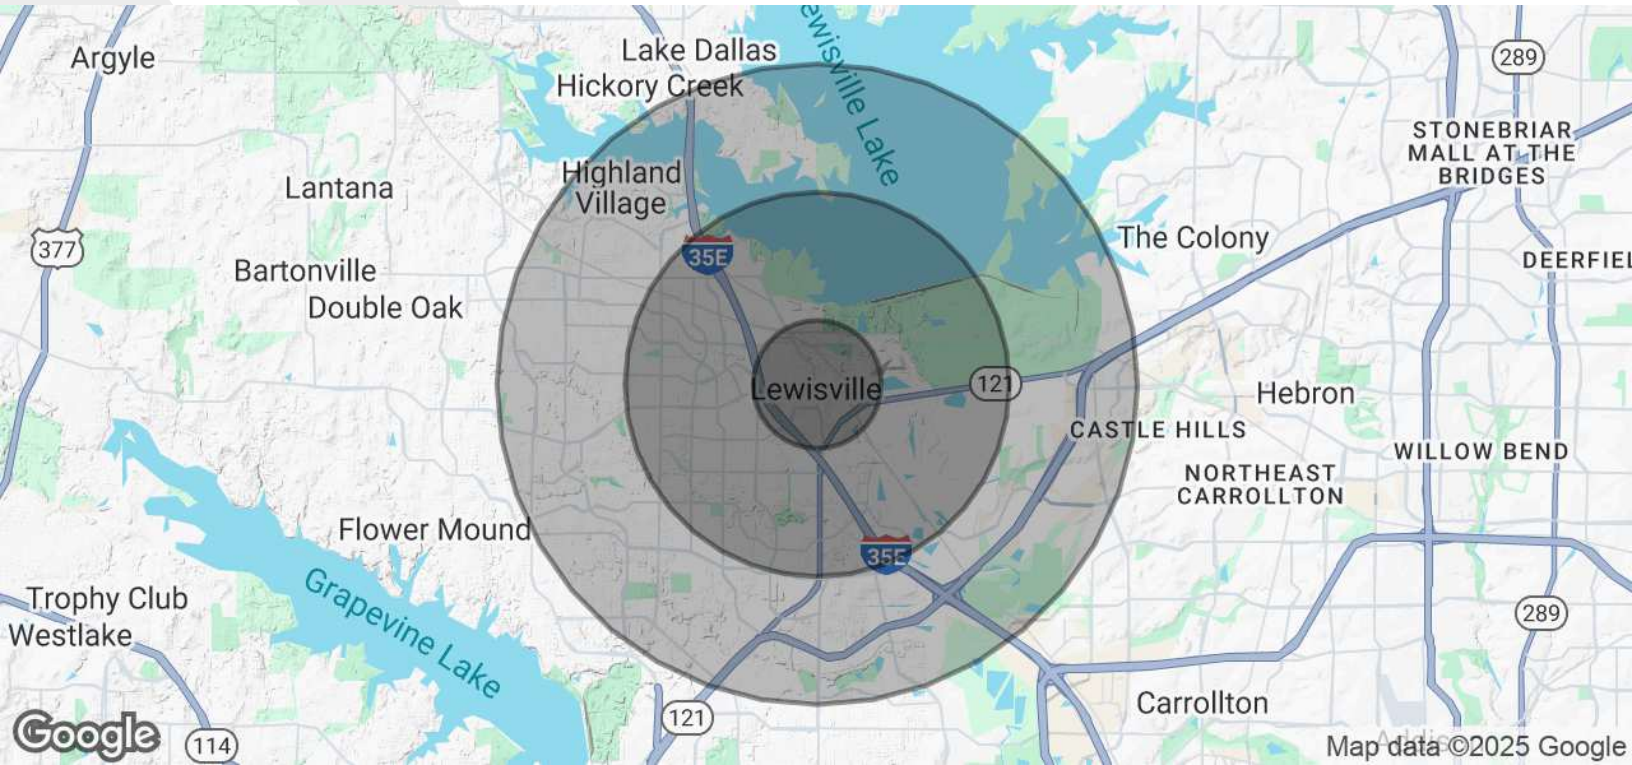 Argyle
Lake Dallas
Hickory Creek
ewisville Lake
289
STONEBRIAR
MALL AT THE
BRIDGES
Highland
Village
Lantana
377
35E
The Colony
Bartonville
DEERFIEL
Double Oak
Lewisville
121
Hebron
CASTLE HILLS
WILLOW BEND
NORTHEAST
CARROLLTON
Flower Mound
35E
Grapevine Lake
Trophy Club
Westlake
289
Carrollton
121
Google
114
Map data ©2025 Google